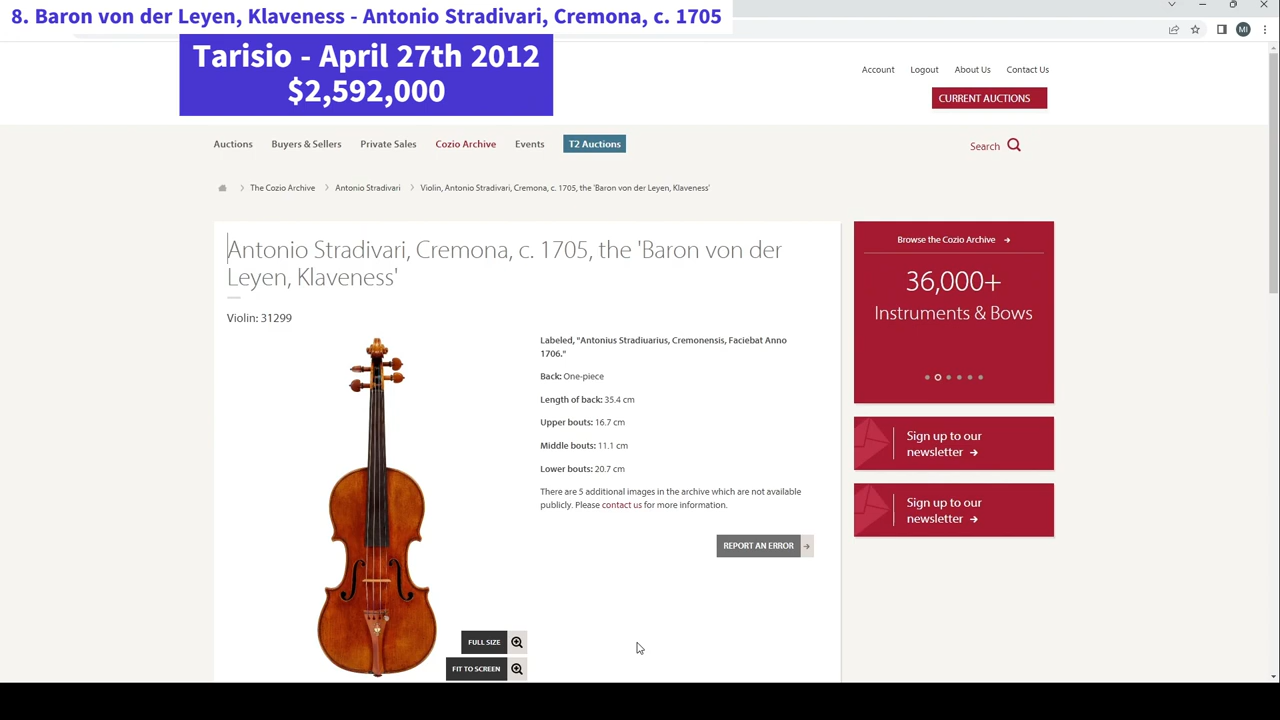 8. Baron von der Leyen, Klaveness - Antonio Stradivari, Cremona, c. 1705
Tarisio - April 27th 2012
$2,592,000
MI
Account Logout About Us Contact Us
CURRENT AUCTIONS
Auctions Buyers & Sellers Private Sales Cozio Archive Events T2 Auctions
Search
The Cozio Archive Antonio Stradivari Violin, Antonio Stradivari, Cremona, c. 1705, the 'Baron von der Leyen, Klaveness'
Antonio Stradivari, Cremona, c. 1705, the 'Baron von der
Leyen, Klaveness'
Violin: 31299
Labeled, "Antonius Stradiuarius, Cremonensis, Faciebat Anno
1706."
Back: One-piece
Length of back: 35.4 cm
Upper bouts: 16.7 cm
Middle bouts: 11.1 cm
Lower bouts: 20.7 cm
There are 5 additional images in the archive which are not available
publicly. Please contact us for more information.
REPORT AN ERROR
FULL SIZE
FIT TO SCREEN
Browse the Cozio Archive
36,000+
Instruments & Bows
Sign up to our
newsletter
Sign up to our
newsletter